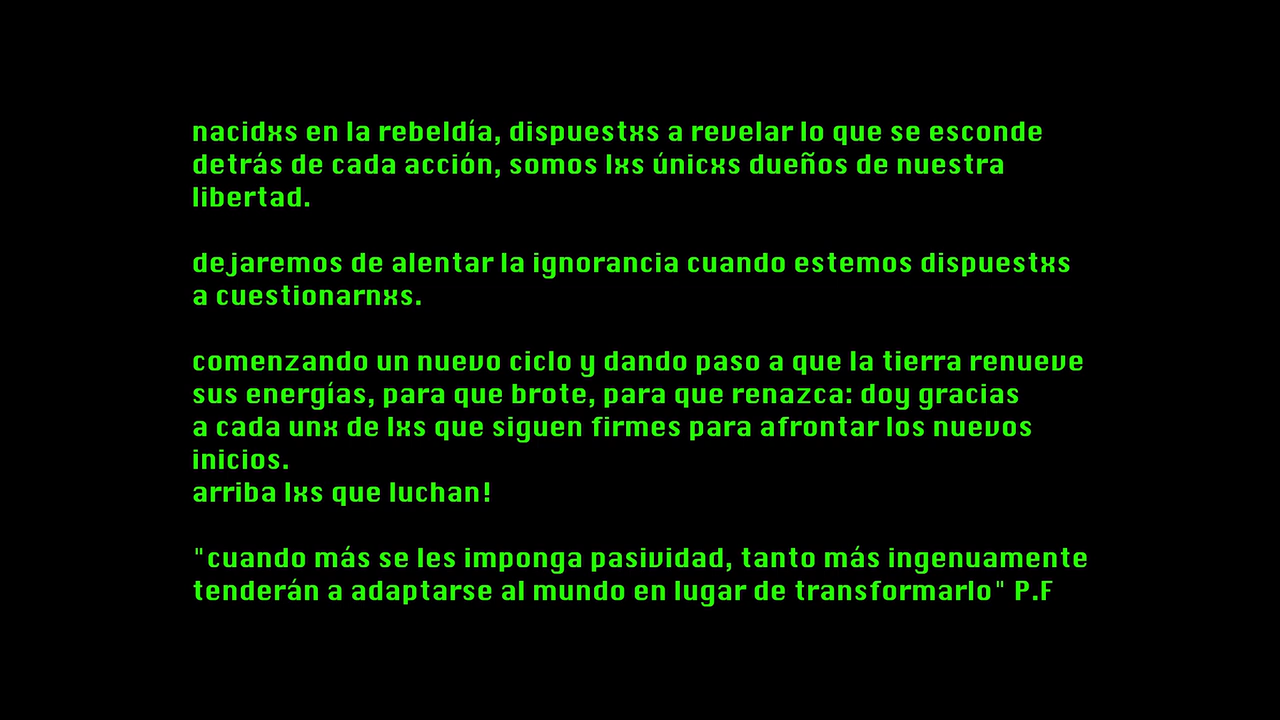 nacidxs en la rebeldía, dispuestxs a revelar lo que se esconde
detrás de cada acción, somos lxs únicxs dueños de nuestra
libertad.
dejaremos de alentar la ignorancia cuando estemos dispuestxs
a cuestionarnxs.
comenzando un nuevo ciclo y dando paso a que la tierra renueve
sus energías, para que brote, para que renazca: doy gracias
a cada unx de lxs que siguen firmes para afrontar los nuevos
inicios.
arriba lxs que luchan!
"cuando más se les imponga pasividad, tanto más ingenuamente
tenderán a adaptarse al mundo en lugar de transformarlo" P.F